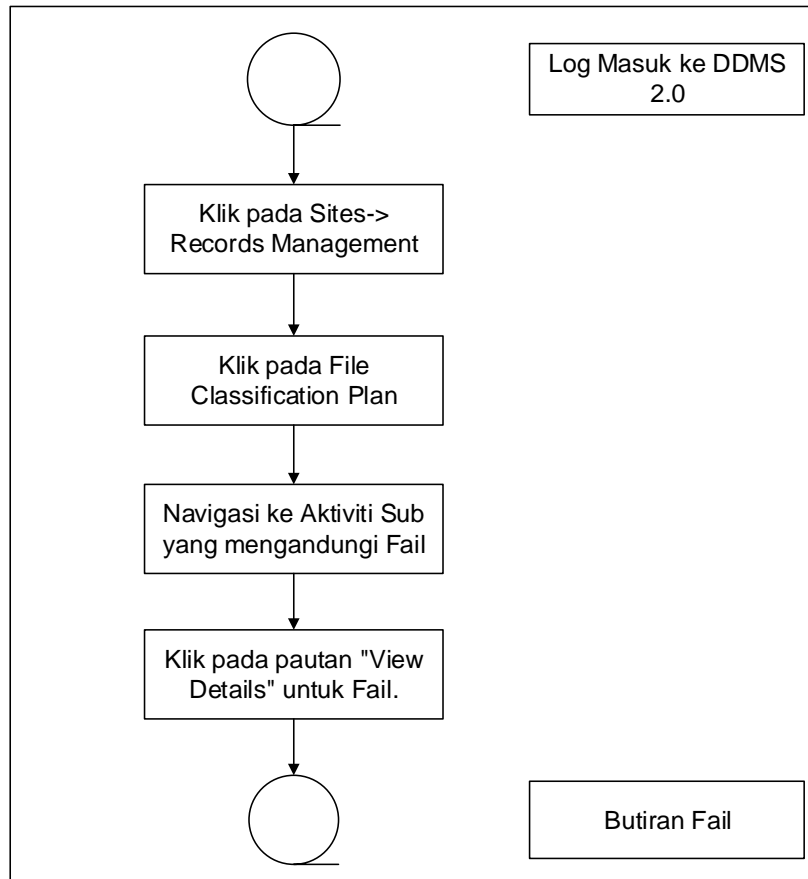 Log Masuk ke DDMS
2.0
Klik pada Sites->
Records Management
Klik pada File
Classification Plan
Navigasi ke Aktiviti Sub
yang mengandungi Fail
Klik pada pautan "View
Details" untuk Fail.
Butiran Fail